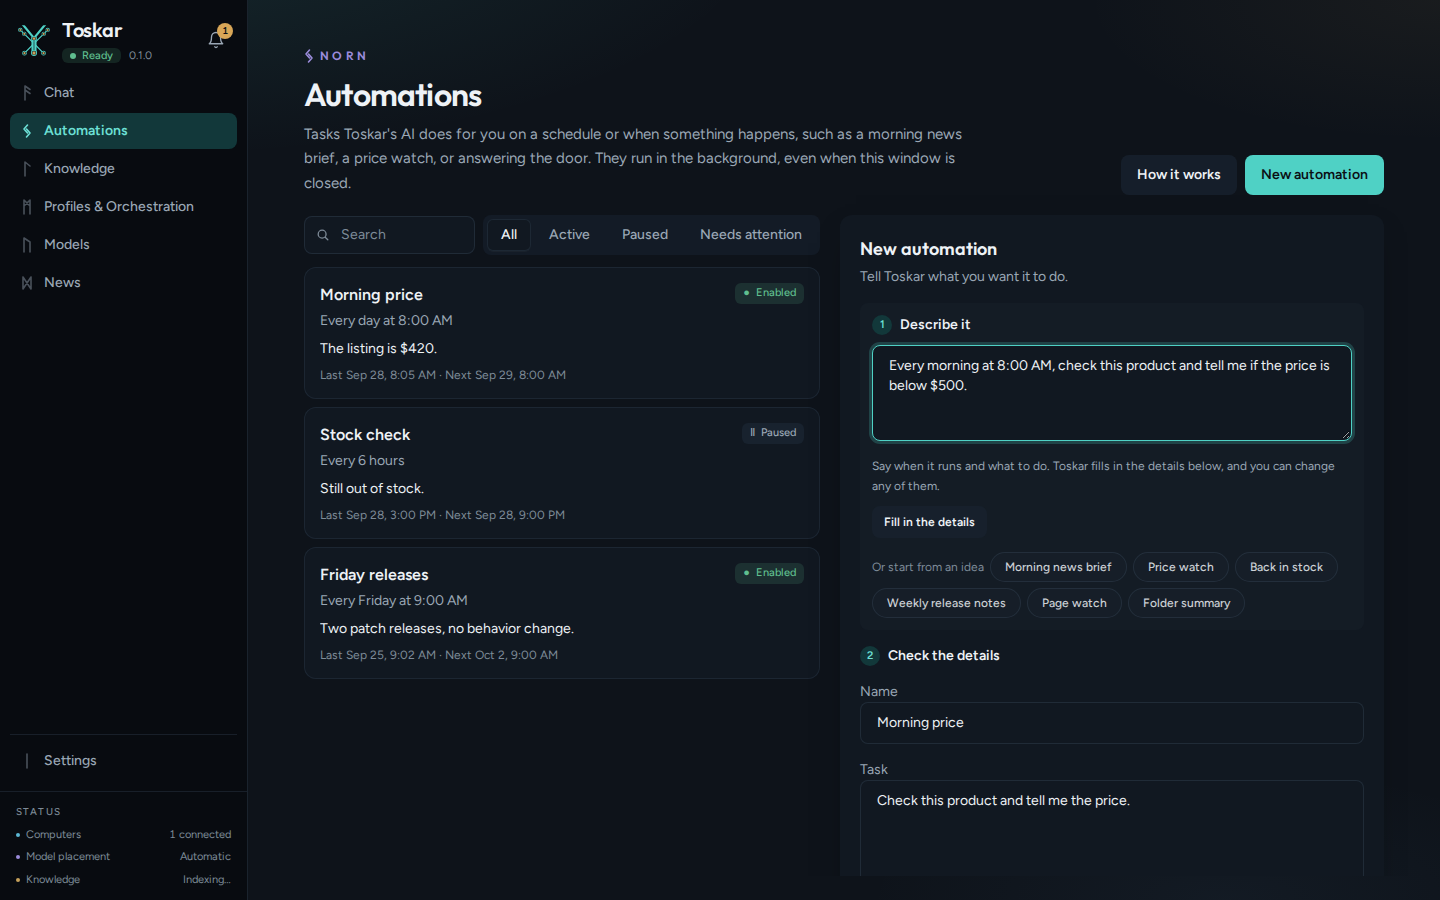 Toskar
Ready 0.1.0
1
Chat
Automations
Knowledge
Profiles & Orchestration
Models
News
Settings
STATUS
Computers 1 connected
Model placement Automatic
Knowledge Indexing...
NORN
Automations
Tasks Toskar's AI does for you on a schedule or when something happens, such as a morning news
brief, a price watch, or answering the door. They run in the background, even when this window is
closed.
How it works New automation
Search All Active Paused Needs attention
Morning price Enabled
Every day at 8:00 AM
The listing is $420.
Last Sep 28, 8:05 AM · Next Sep 29, 8:00 AM
Stock check Paused
Every 6 hours
Still out of stock.
Last Sep 28, 3:00 PM · Next Sep 28, 9:00 PM
Friday releases Enabled
Every Friday at 9:00 AM
Two patch releases, no behavior change.
Last Sep 25, 9:02 AM · Next Oct 2, 9:00 AM
New automation
Tell Toskar what you want it to do.
1 Describe it
Every morning at 8:00 AM, check this product and tell me if the price is
below $500.
Say when it runs and what to do. Toskar fills in the details below, and you can change
any of them.
Fill in the details
Or start from an idea Morning news brief Price watch Back in stock
Weekly release notes Page watch Folder summary
2 Check the details
Name
Morning price
Task
Check this product and tell me the price.